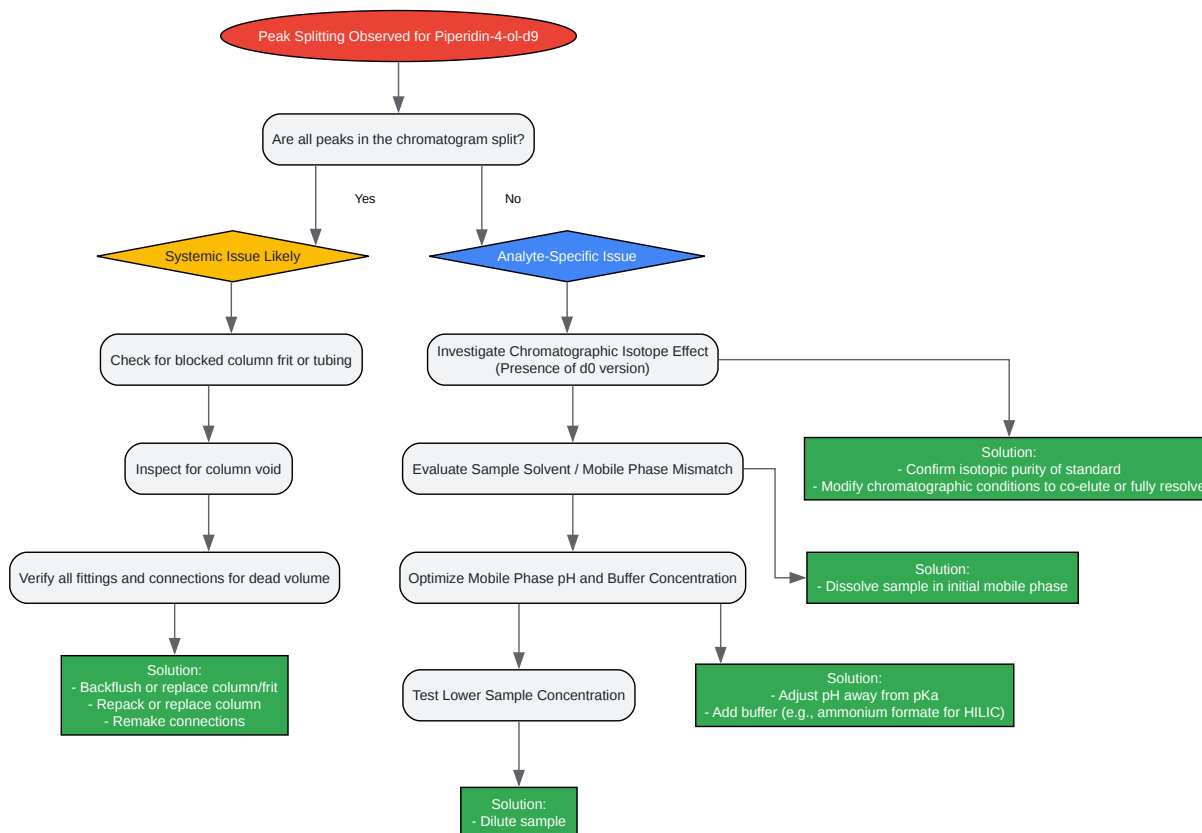 Peak Splitting Observed for Piperidin-4-ol-d9
Are all peaks in the chromatogram split?
Yes
No
Systemic Issue Likely
Analyte-Specific Issue
Check for blocked column frit or tubing
Investigate Chromatographic Isotope Effect
(Presence of d0 version)
Inspect for column void
Evaluate Sample Solvent / Mobile Phase Mismatch
Solution:
- Confirm isotopic purity of standard
- Modify chromatographic conditions to co-elute or fully resolve
Verify all fittings and connections for dead volume
Optimize Mobile Phase pH and Buffer Concentration
Solution:
- Dissolve sample in initial mobile phase
Solution:
- Backflush or replace column/frit
- Repack or replace column
- Remake connections
Test Lower Sample Concentration
Solution:
- Adjust pH away from pKa
- Add buffer (e.g., ammonium formate for HILIC)
Solution:
- Dilute sample